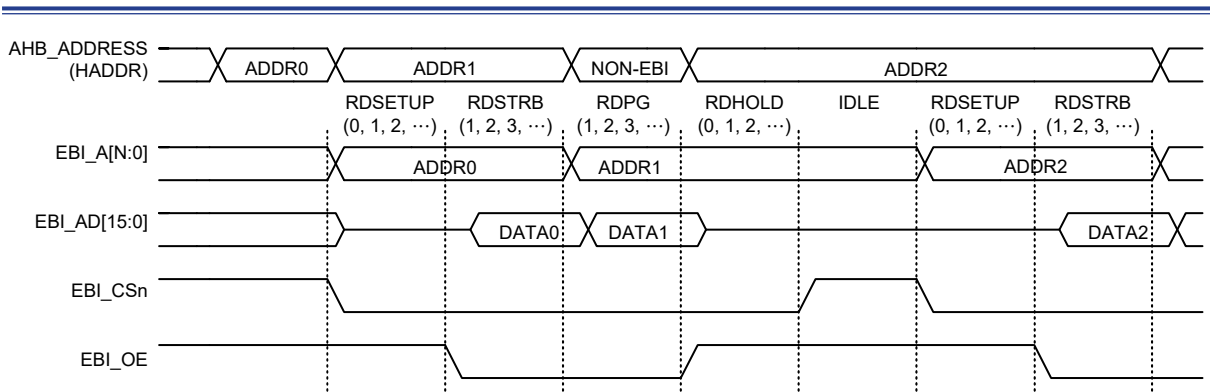 AHB_ADDRESS
(HADDR)
ADDR0 ADDR1 NON-EBI ADDR2
RDSETUP RDSTRB RDPG RDHOLD IDLE RDSETUP RDSTRB
(0, 1, 2, ⋯) (1, 2, 3, ⋯) (1, 2, 3, ⋯) (0, 1, 2, ⋯) (0, 1, 2, ⋯) (1, 2, 3, ⋯)
EBI_A[N:0]
ADDR0 ADDR1 ADDR2
EBI_AD[15:0]
DATA0 DATA1 DATA2
EBI_CSn
EBI_OE